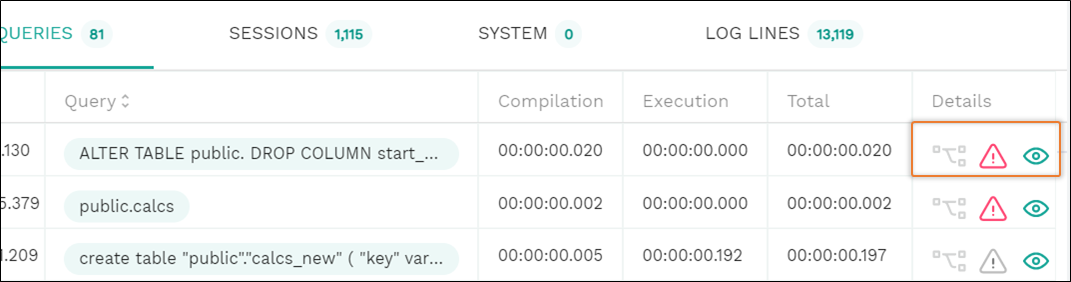 QUERIES 81 SESSIONS 1,115 SYSTEM 0 LOG LINES 13,119
Query Compilation Execution Total Details
.130 ALTER TABLE public. DROP COLUMN start_... 00:00:00.020 00:00:00.000 00:00:00.020
5.379 public.calcs 00:00:00.002 00:00:00.000 00:00:00.002
1.209 create table "public"."calcs_new" ( "key" var... 00:00:00.005 00:00:00.192 00:00:00.197